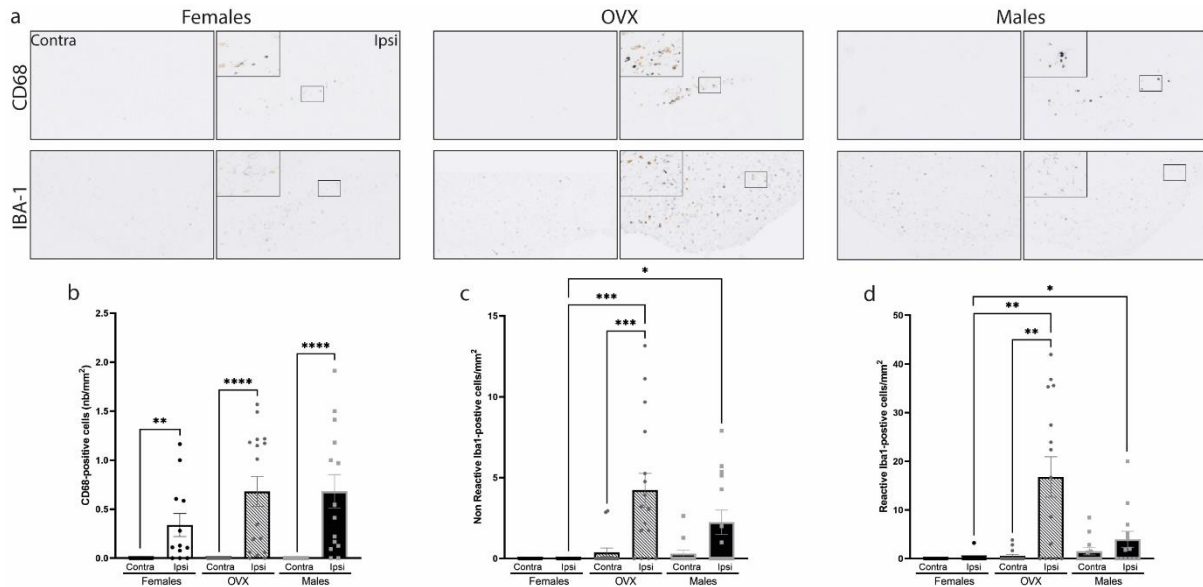 a
Females
OVX
Males
Contra
Ipsi
CD68
IBA-1
b
CD68-positive cells (nb/mm²)
2.5
2.0
1.5
1.0
0.5
0.0
**
****
****
Contra Ipsi Contra Ipsi Contra Ipsi
Females OVX Males
c
Non Reactive Iba1-postive cells/mm²
15
10
5
0
*
***
***
Contra Ipsi Contra Ipsi Contra Ipsi
Females OVX Males
d
Reactive Iba1-postive cells/mm²
50
40
30
20
10
0
*
**
**
Contra Ipsi Contra Ipsi Contra Ipsi
Females OVX Males